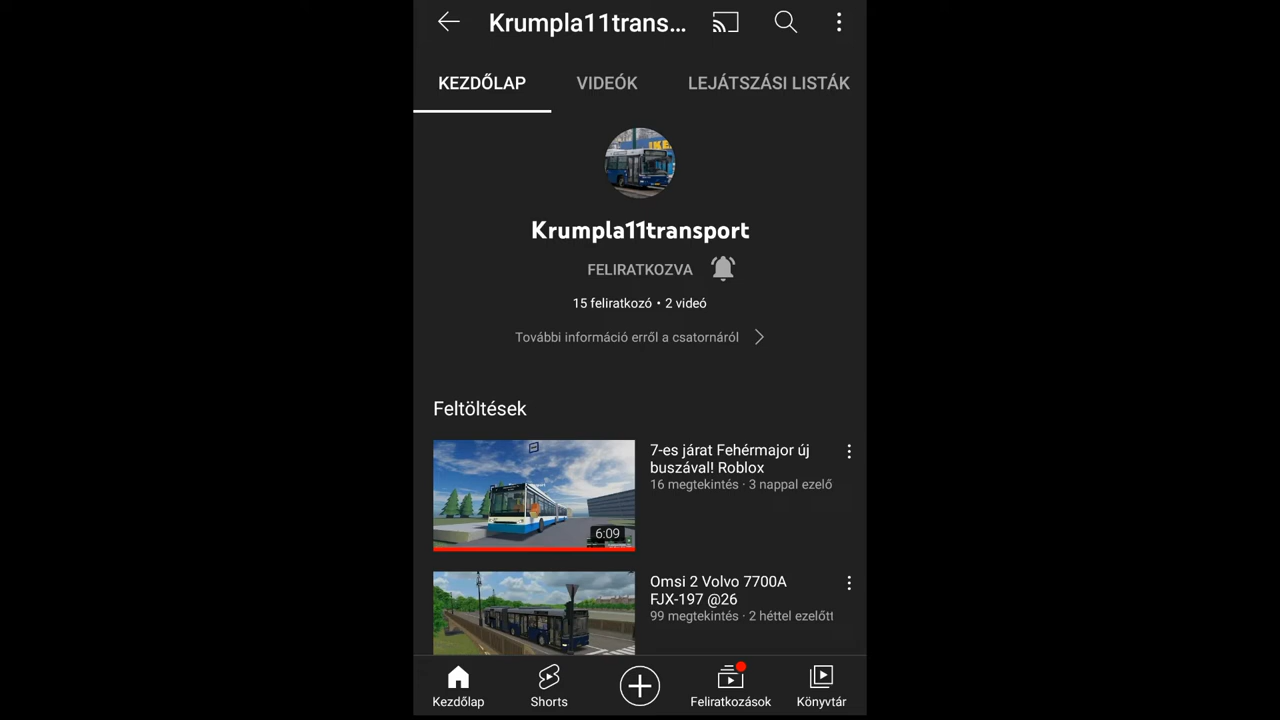 Krumpla11trans...
KEZDŐLAP
VIDEÓK
LEJÁTSZÁSI LISTÁK
IKE
Krumpla11transport
FELIRATKOZVA
15 feliratkozó • 2 videó
További információ erről a csatornáról
Feltöltések
7-es járat Fehérmajor új
buszával! Roblox
16 megtekintés · 3 nappal ezelő
6:09
Omsi 2 Volvo 7700A
FJX-197 @26
99 megtekintés · 2 héttel ezelőtt
Kezdőlap
Shorts
Feliratkozások
Könyvtár